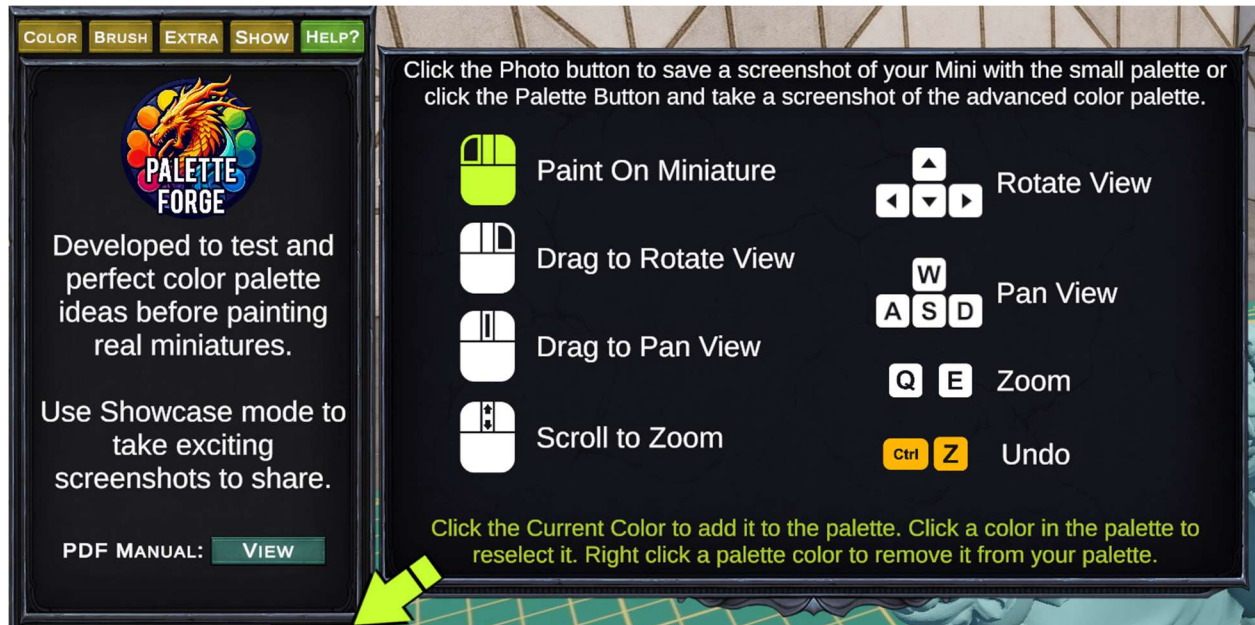 COLOR BRUSH EXTRA SHOW HELP?
PALETTE
FORGE
Developed to test and
perfect color palette
ideas before painting
real miniatures.
Use Showcase mode to
take exciting
screenshots to share.
PDF MANUAL: VIEW
Click the Photo button to save a screenshot of your Mini with the small palette or
click the Palette Button and take a screenshot of the advanced color palette.
Paint On Miniature
Drag to Rotate View
Drag to Pan View
Scroll to Zoom
Rotate View
W
A S D Pan View
Q E Zoom
Ctrl Z Undo
Click the Current Color to add it to the palette. Click a color in the palette to
reselect it. Right click a palette color to remove it from your palette.